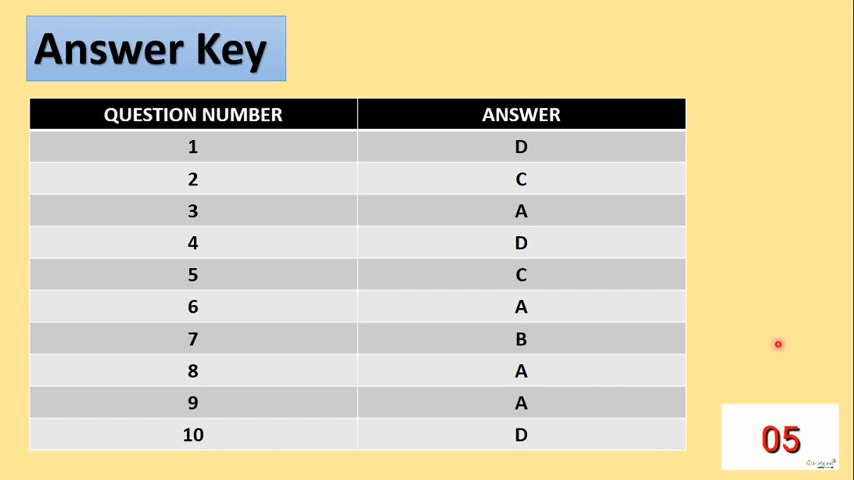 Answer Key
QUESTION NUMBER ANSWER
1 D
2 C
3 A
4 D
5 C
6 A
7 B
8 A
9 A
10 D
05